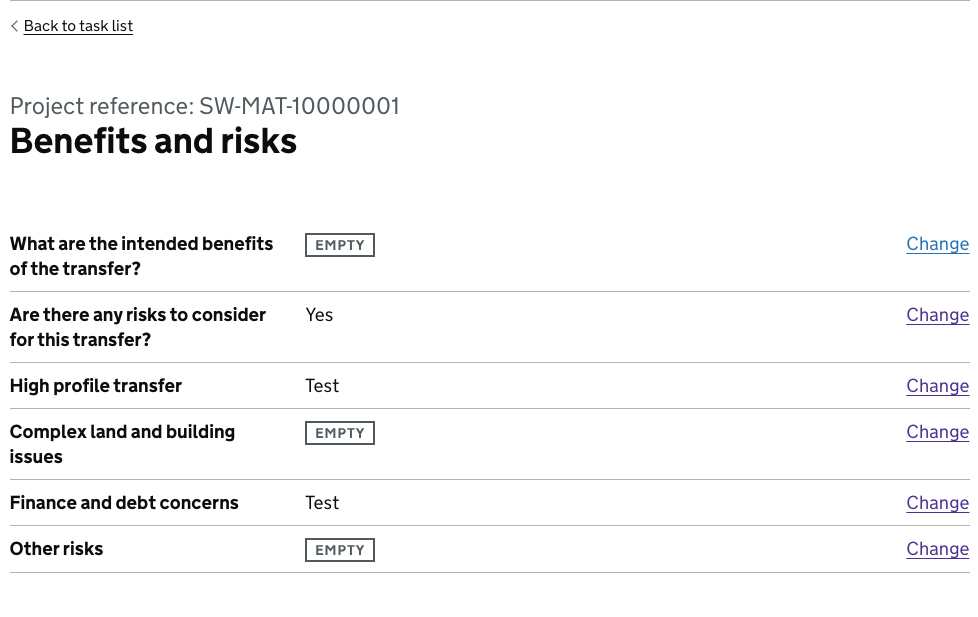 Back to task list
Project reference: SW-MAT-10000001
Benefits and risks
What are the intended benefits
of the transfer?
EMPTY
Change
Are there any risks to consider
for this transfer?
Yes
Change
High profile transfer
Test
Change
Complex land and building
issues
EMPTY
Change
Finance and debt concerns
Test
Change
Other risks
EMPTY
Change